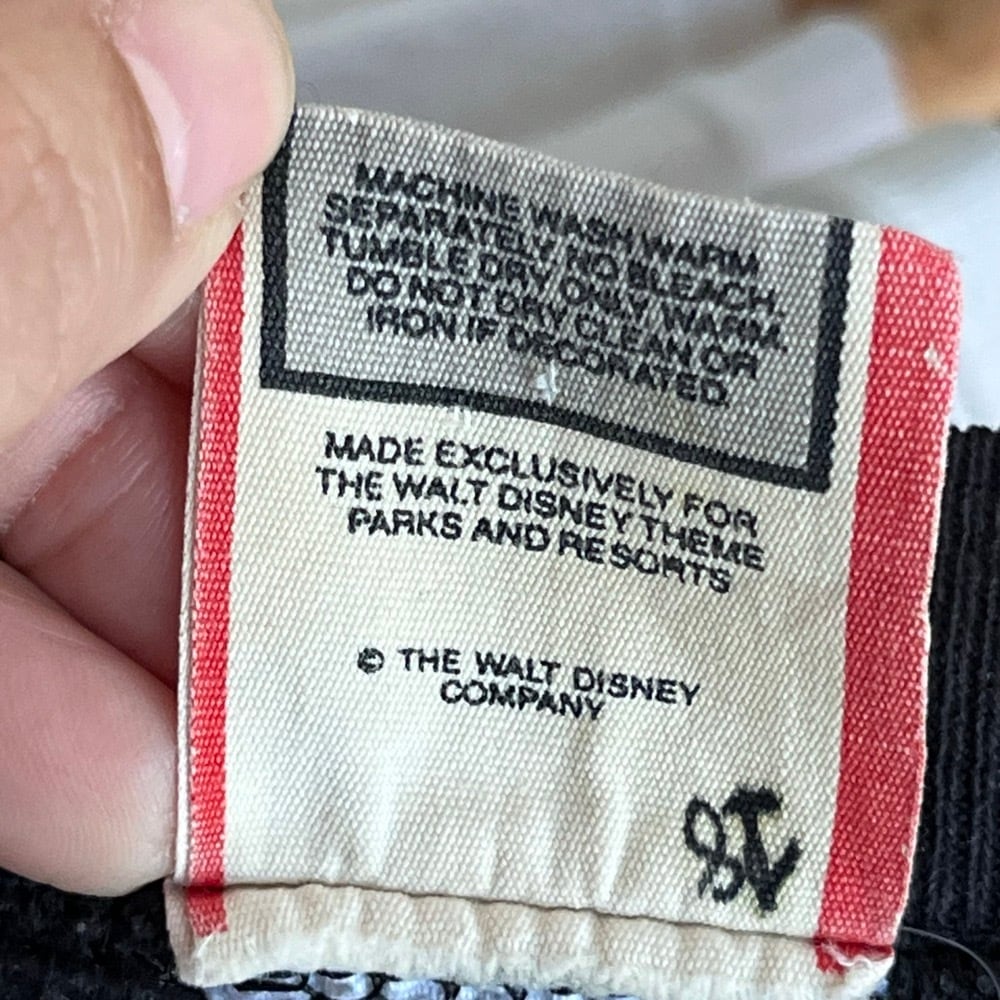 MACHINE WASH WARM
SEPARATELY NO BLEACH.
TUMBLE DRY ONLY WARM.
DO NOT DRY CLEAN OR
IRON IF DECORATED
MADE EXCLUSIVELY FOR
THE WALT DISNEY THEME
PARKS AND RESORTS
© THE WALT DISNEY
COMPANY